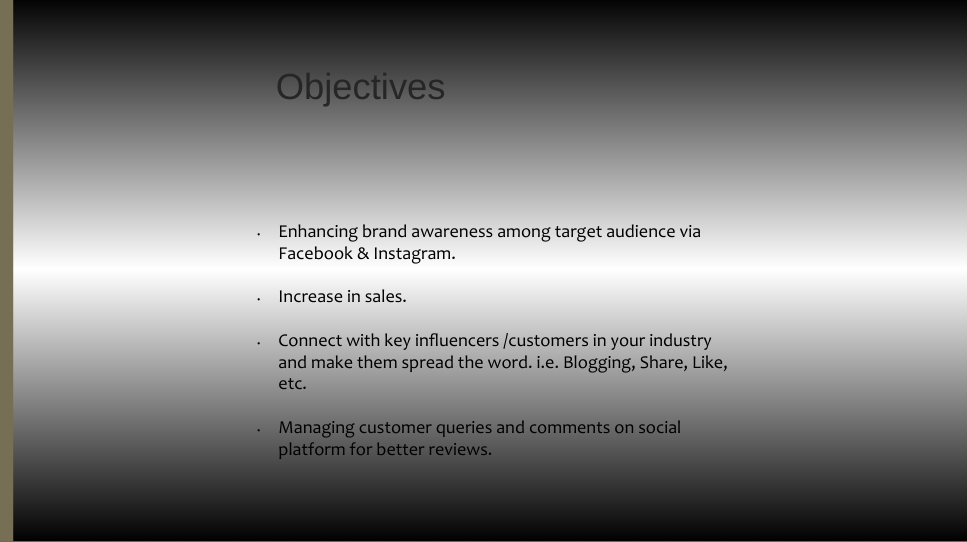 Objectives
• Enhancing brand awareness among target audience via
Facebook & Instagram.
• Increase in sales.
• Connect with key influencers /customers in your industry
and make them spread the word. i.e. Blogging, Share, Like,
etc.
• Managing customer queries and comments on social
platform for better reviews.